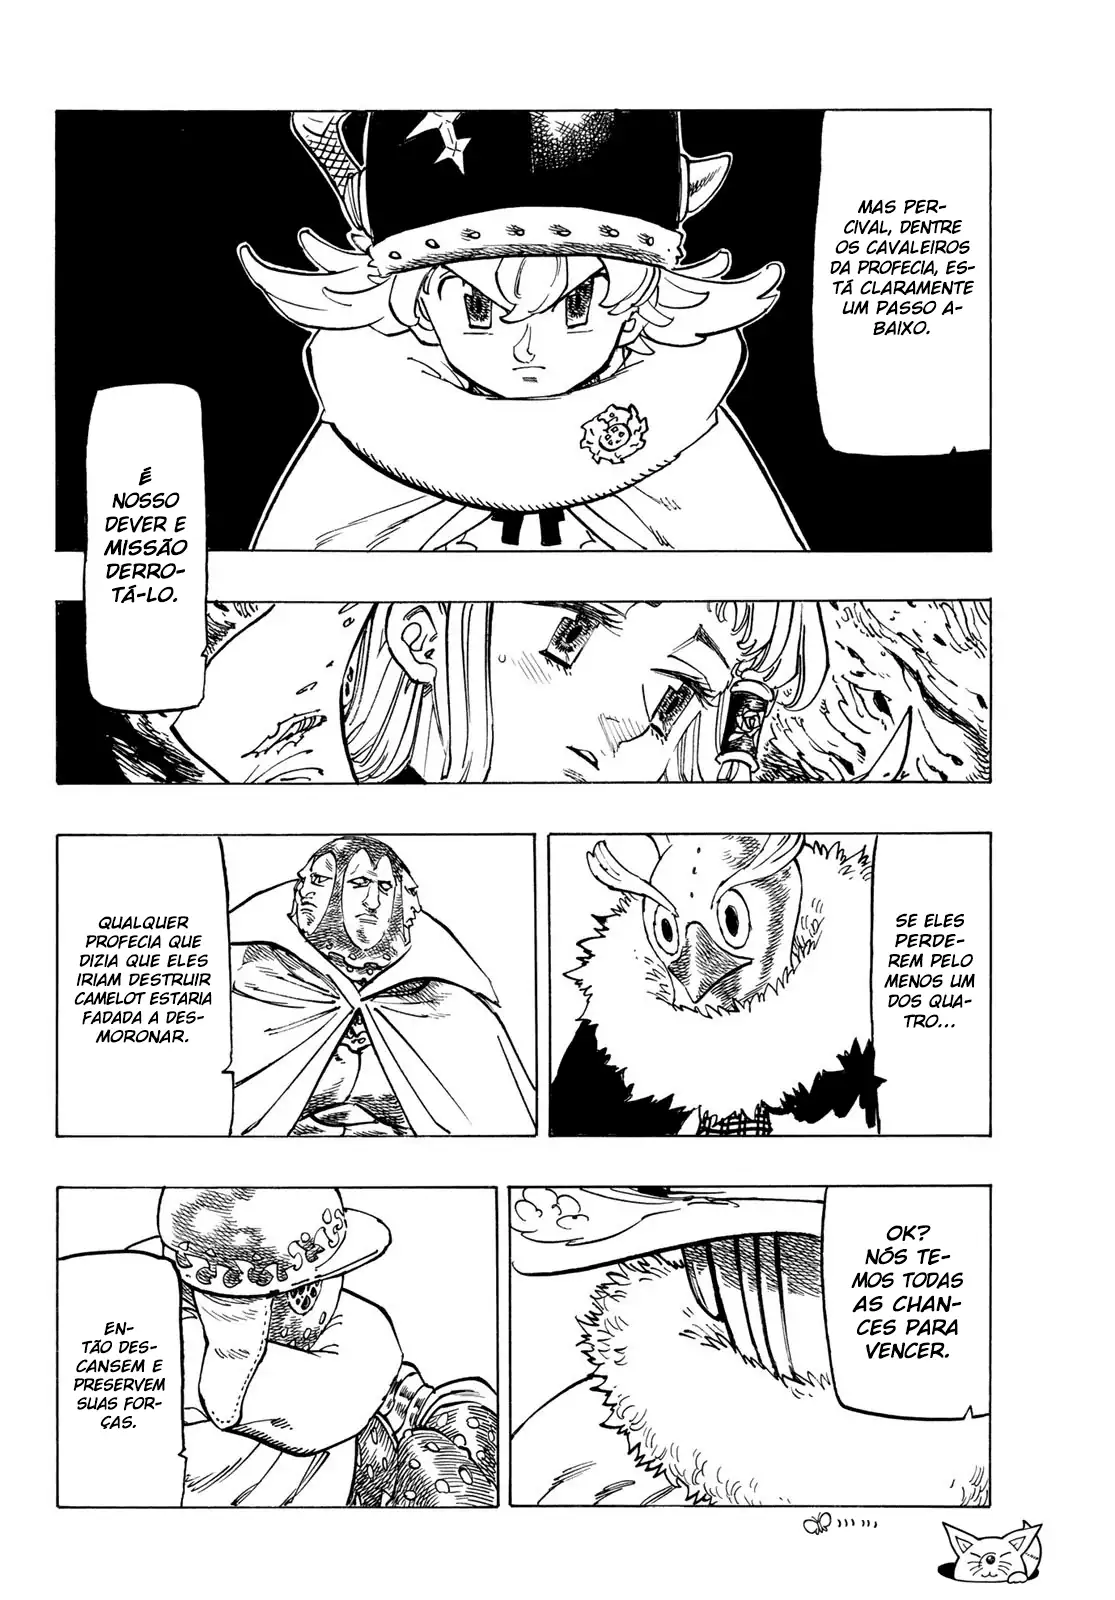 MAS PER-
CIVAL, DENTRE
OS CAVALEIROS
DA PROFECIA, ES-
TÁ CLARAMENTE
UM PASSO A-
BAIXO.
É
NOSSO
DEVER E
MISSÃO
DERRO-
TÁ-LO.
SE ELES
PERDE-
REM PELO
MENOS UM
DOS QUA-
TRO...
QUALQUER
PROFECIA QUE
DIZIA QUE ELES
IRIAM DESTRUIR
CAMELOT ESTARIA
FADADA A DES-
MORONAR.
OK?
NÓS TE-
MOS TODAS
AS CHAN-
CES PARA
VENCER.
EN-
TÃO DES-
CANSEM E
PRESERVEM
SUAS FOR-
ÇAS.